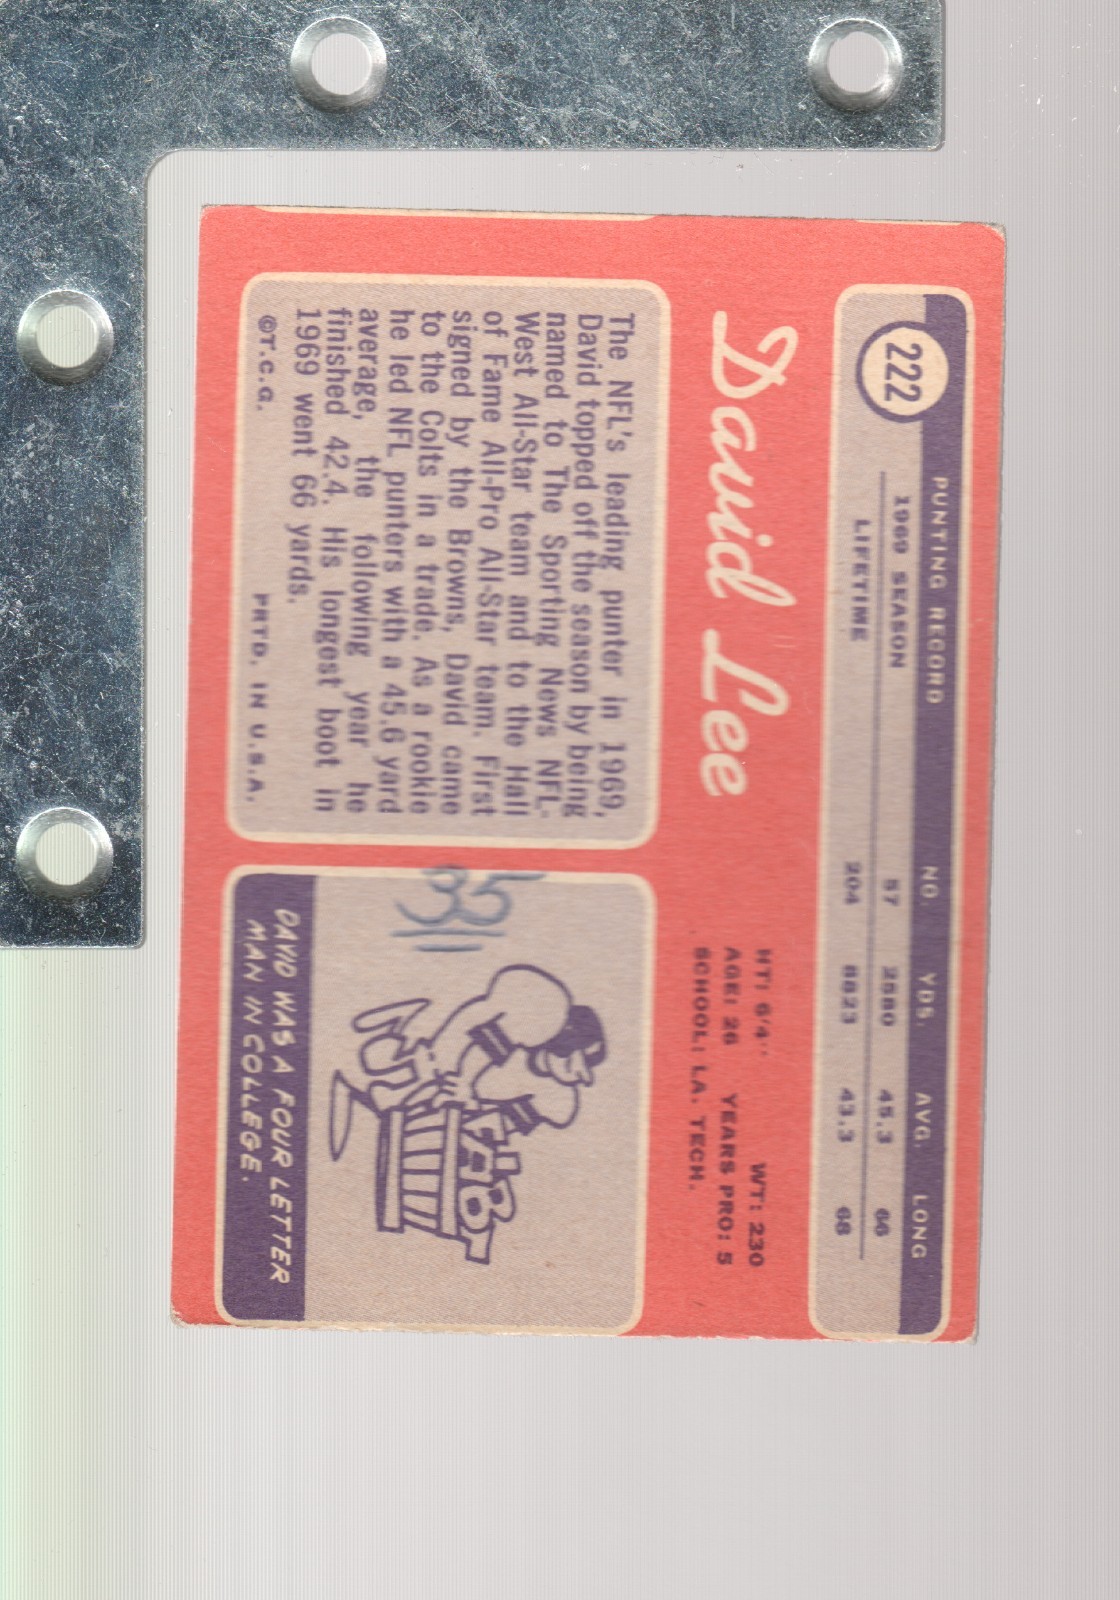 222
PUNTING RECORD NO. YDS. AVG. LONG
1969 SEASON 57 2580 45.3 66
LIFETIME 204 8823 43.3 66
David Lee
HT: 6'4" WT: 230
AGE: 26 YEARS PRO: 5
SCHOOL: LA. TECH.
The NFL's leading punter in 1969,
David topped off the season by being
named to The Sporting News NFL-
West All-Star team and to the Hall
of Fame All-Pro All-Star team. First
signed by the Browns, David came
to the Colts in a trade. As a rookie
he led NFL punters with a 45.6 yard
average, the following year he
finished 42.4. His longest boot in
1969 went 66 yards.
©T.C.G. PRTD. IN U.S.A.
35
DAVID WAS A FOUR LETTER
MAN IN COLLEGE.